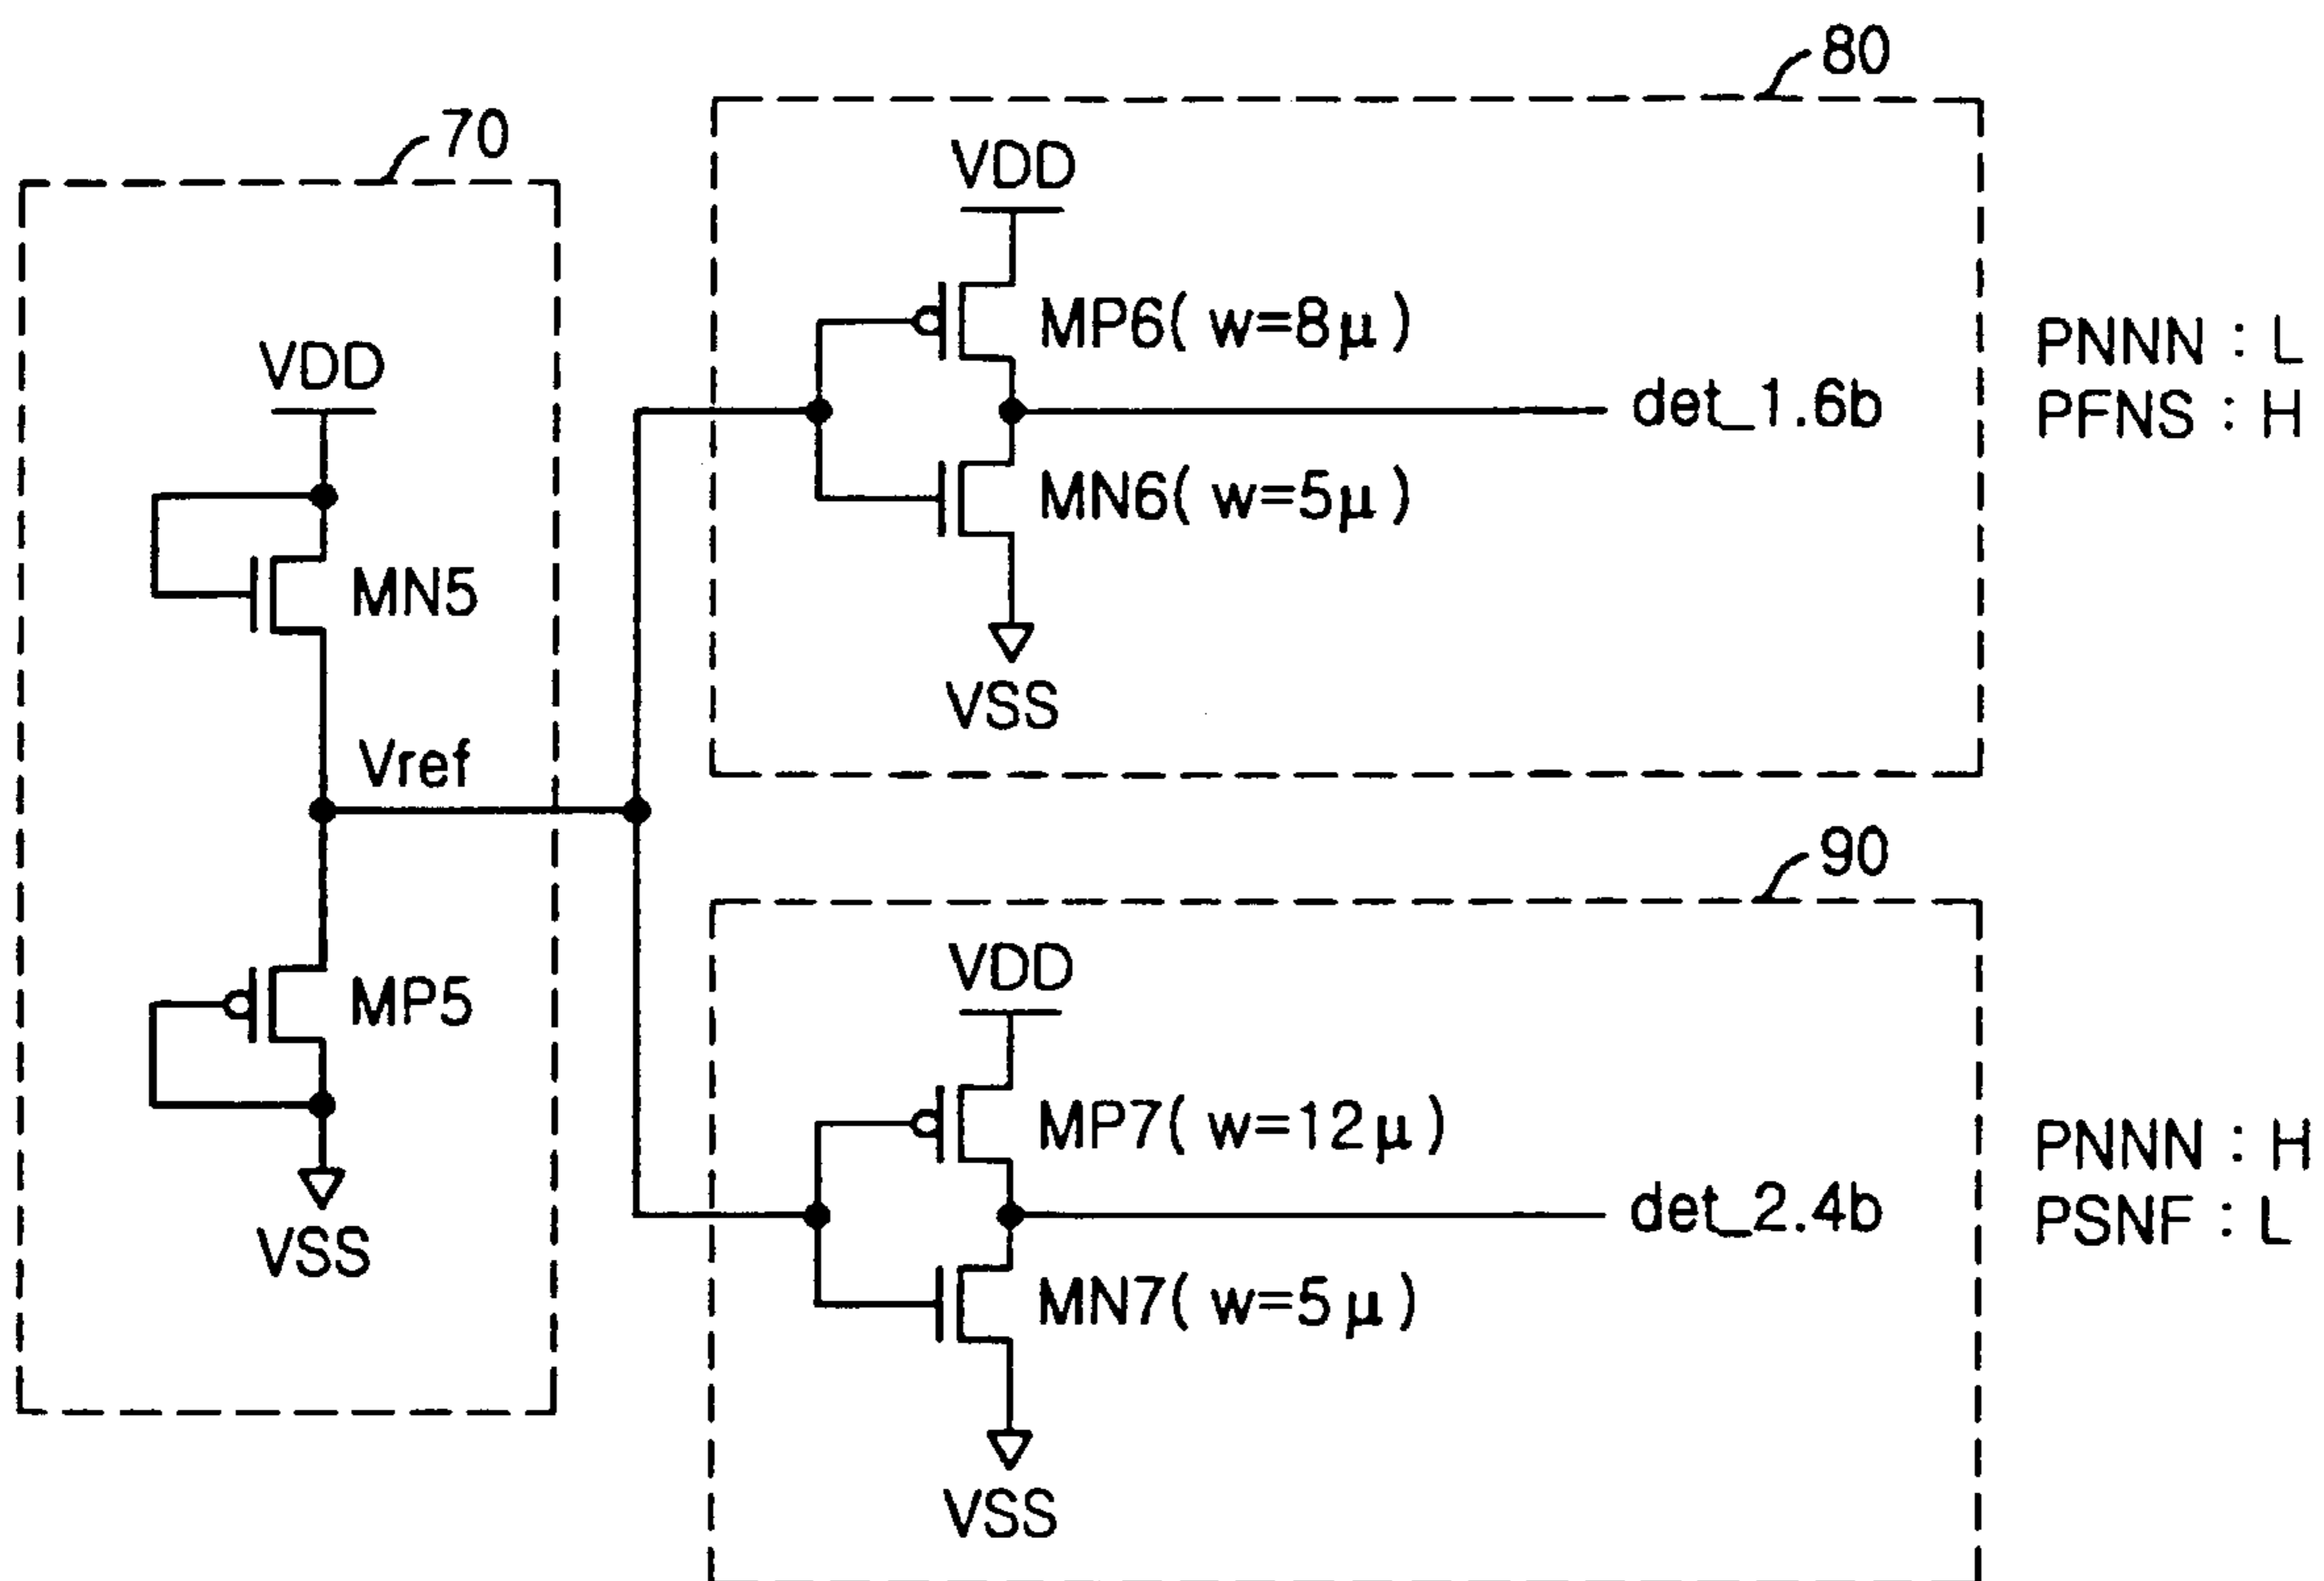 70
VDD
MN5
Vref
MP5
VSS
80
VDD
MP6( w=8μ )
det_1.6b
MN6( w=5μ )
VSS
PNNN : L
PFNS : H
90
VDD
MP7( w=12μ )
det_2.4b
MN7( w=5μ )
VSS
PNNN : H
PSNF : L